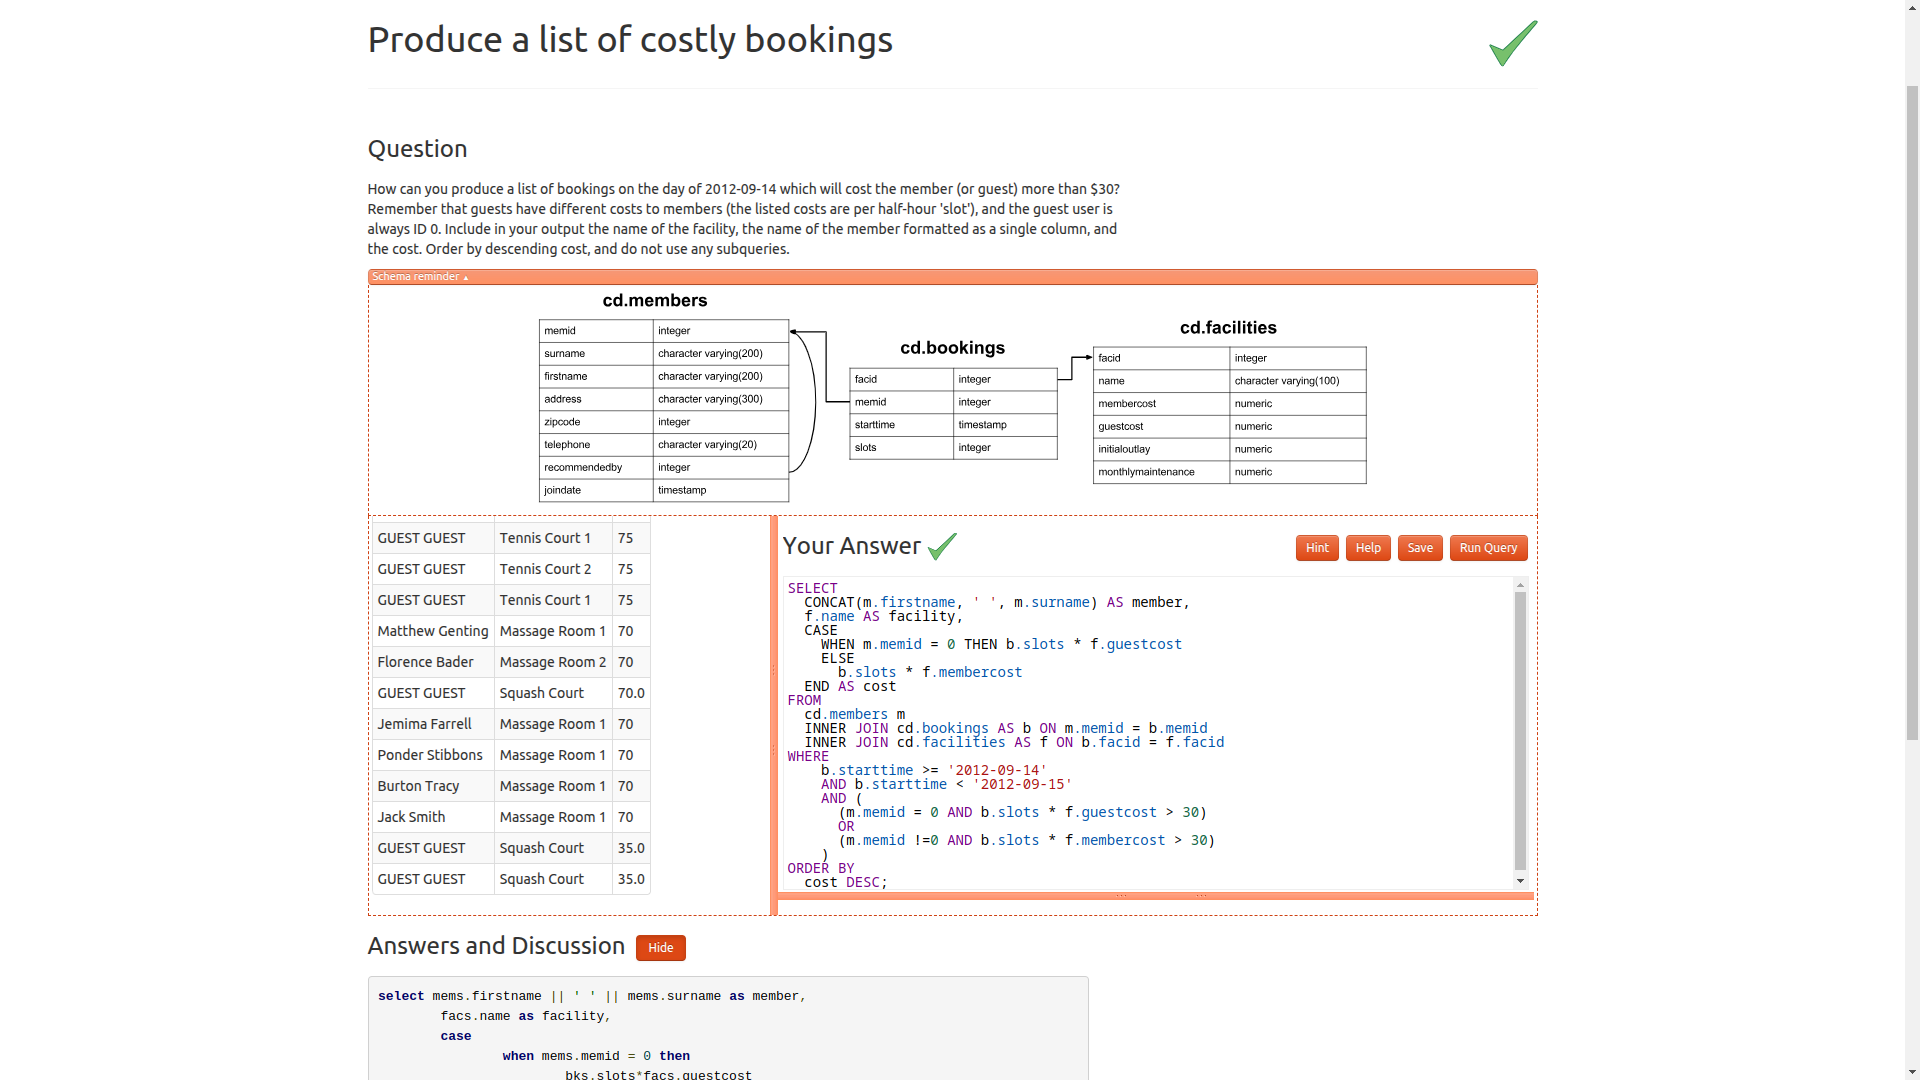 Produce a list of costly bookings
Question
How can you produce a list of bookings on the day of 2012-09-14 which will cost the member (or guest) more than $30?
Remember that guests have different costs to members (the listed costs are per half-hour 'slot'), and the guest user is
always ID 0. Include in your output the name of the facility, the name of the member formatted as a single column, and
the cost. Order by descending cost, and do not use any subqueries.
Schema reminder ▴
cd.members
memid integer
surname character varying(200)
firstname character varying(200)
address character varying(300)
zipcode integer
telephone character varying(20)
recommendedby integer
joindate timestamp
cd.bookings
facid integer
memid integer
starttime timestamp
slots integer
cd.facilities
facid integer
name character varying(100)
membercost numeric
guestcost numeric
initialoutlay numeric
monthlymaintenance numeric
GUEST GUEST Tennis Court 1 75
GUEST GUEST Tennis Court 2 75
GUEST GUEST Tennis Court 1 75
Matthew Genting Massage Room 1 70
Florence Bader Massage Room 2 70
GUEST GUEST Squash Court 70.0
Jemima Farrell Massage Room 1 70
Ponder Stibbons Massage Room 1 70
Burton Tracy Massage Room 1 70
Jack Smith Massage Room 1 70
GUEST GUEST Squash Court 35.0
GUEST GUEST Squash Court 35.0
Your Answer
Hint Help Save Run Query
SELECT
CONCAT(m.firstname, ' ', m.surname) AS member,
f.name AS facility,
CASE
WHEN m.memid = 0 THEN b.slots * f.guestcost
ELSE
b.slots * f.membercost
END AS cost
FROM
cd.members m
INNER JOIN cd.bookings AS b ON m.memid = b.memid
INNER JOIN cd.facilities AS f ON b.facid = f.facid
WHERE
b.starttime >= '2012-09-14'
AND b.starttime < '2012-09-15'
AND (
(m.memid = 0 AND b.slots * f.guestcost > 30)
OR
(m.memid !=0 AND b.slots * f.membercost > 30)
)
ORDER BY
cost DESC;
Answers and Discussion Hide
select mems.firstname || ' ' || mems.surname as member,
facs.name as facility,
case
when mems.memid = 0 then
bks.slots*facs.guestcost